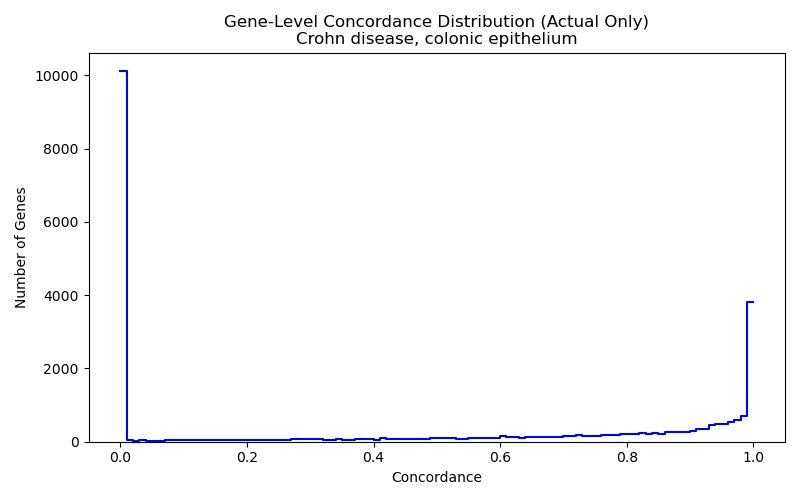 Gene-Level Concordance Distribution (Actual Only)
Crohn disease, colonic epithelium
10000
8000
6000
4000
2000
0
Number of Genes
0.0 0.2 0.4 0.6 0.8 1.0
Concordance